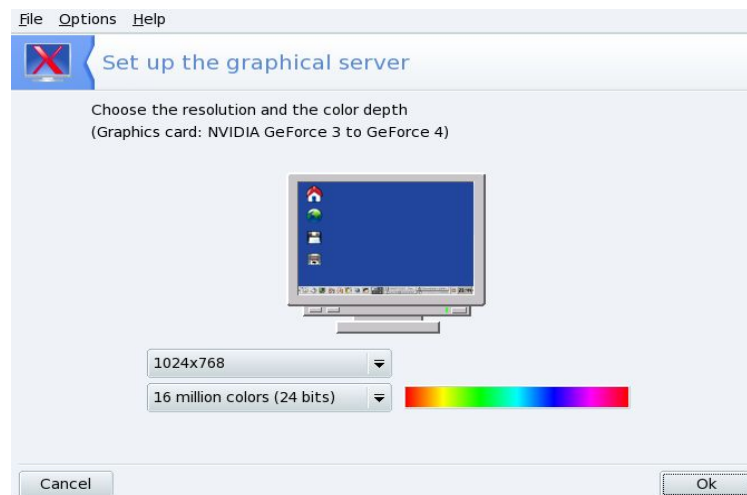 File Options Help
Set up the graphical server
Choose the resolution and the color depth
(Graphics card: NVIDIA GeForce 3 to GeForce 4)
1024x768
16 million colors (24 bits)
Cancel Ok